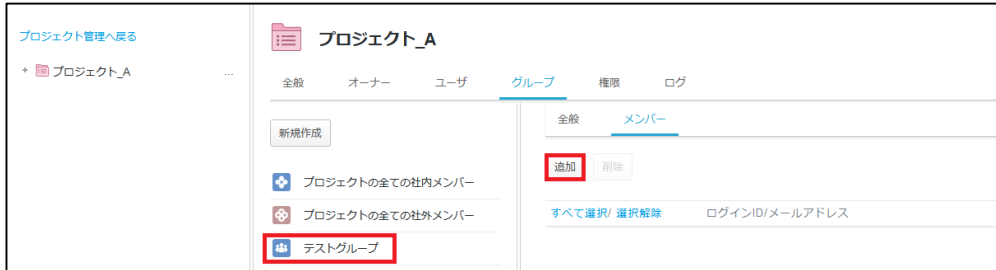 プロジェクト管理へ戻る
+ プロジェクト_A ...
プロジェクト_A
全般 オーナー ユーザ グループ 権限 ログ
新規作成
プロジェクトの全ての社内メンバー
プロジェクトの全ての社外メンバー
テストグループ
全般 メンバー
追加 削除
すべて選択/ 選択解除 ログインID/メールアドレス